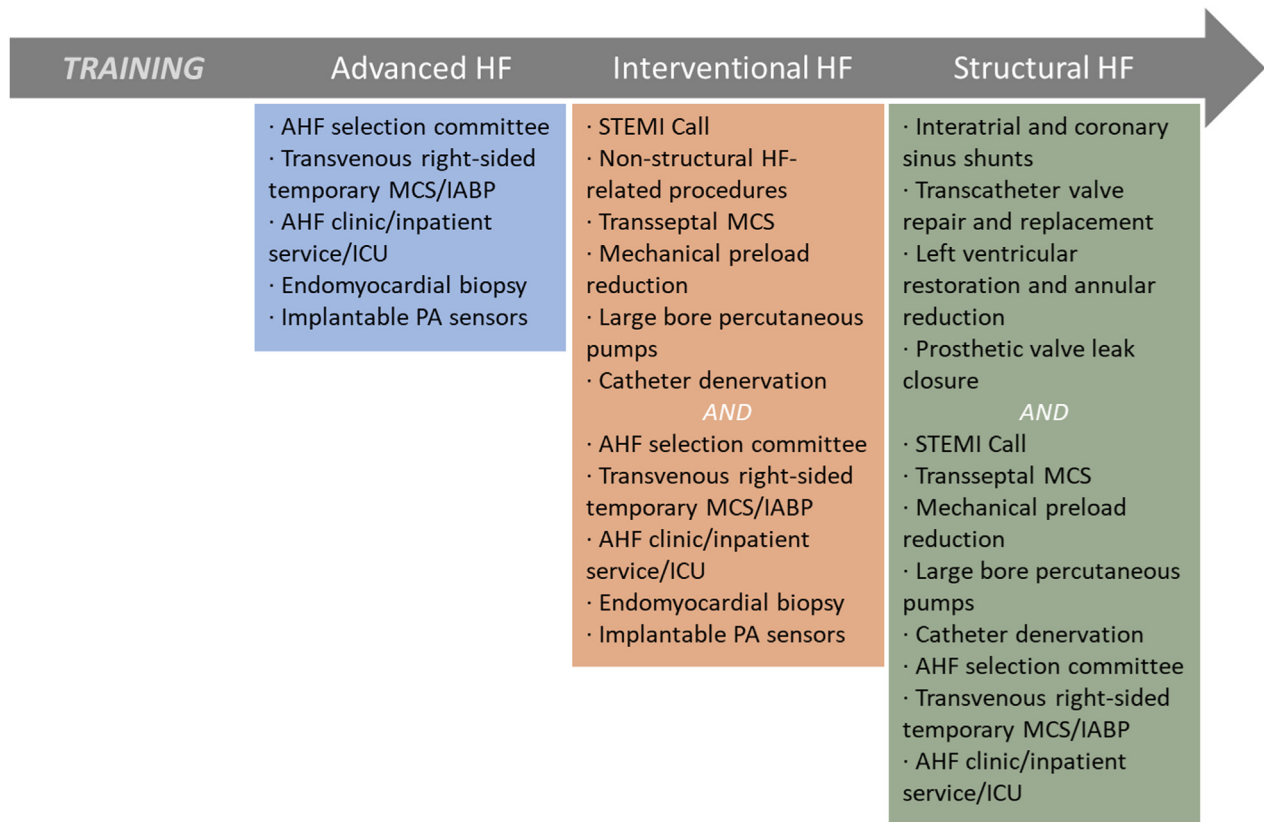 TRAINING
Advanced HF
Interventional HF
Structural HF
· AHF selection committee
· Transvenous right-sided
temporary MCS/IABP
· AHF clinic/inpatient
service/ICU
· Endomyocardial biopsy
· Implantable PA sensors
· STEMI Call
· Non-structural HF-
related procedures
· Transseptal MCS
· Mechanical preload
reduction
· Large bore percutaneous
pumps
· Catheter denervation
AND
· AHF selection committee
· Transvenous right-sided
temporary MCS/IABP
· AHF clinic/inpatient
service/ICU
· Endomyocardial biopsy
· Implantable PA sensors
· Interatrial and coronary
sinus shunts
· Transcatheter valve
repair and replacement
· Left ventricular
restoration and annular
reduction
· Prosthetic valve leak
closure
AND
· STEMI Call
· Transseptal MCS
· Mechanical preload
reduction
· Large bore percutaneous
pumps
· Catheter denervation
· AHF selection committee
· Transvenous right-sided
temporary MCS/IABP
· AHF clinic/inpatient
service/ICU